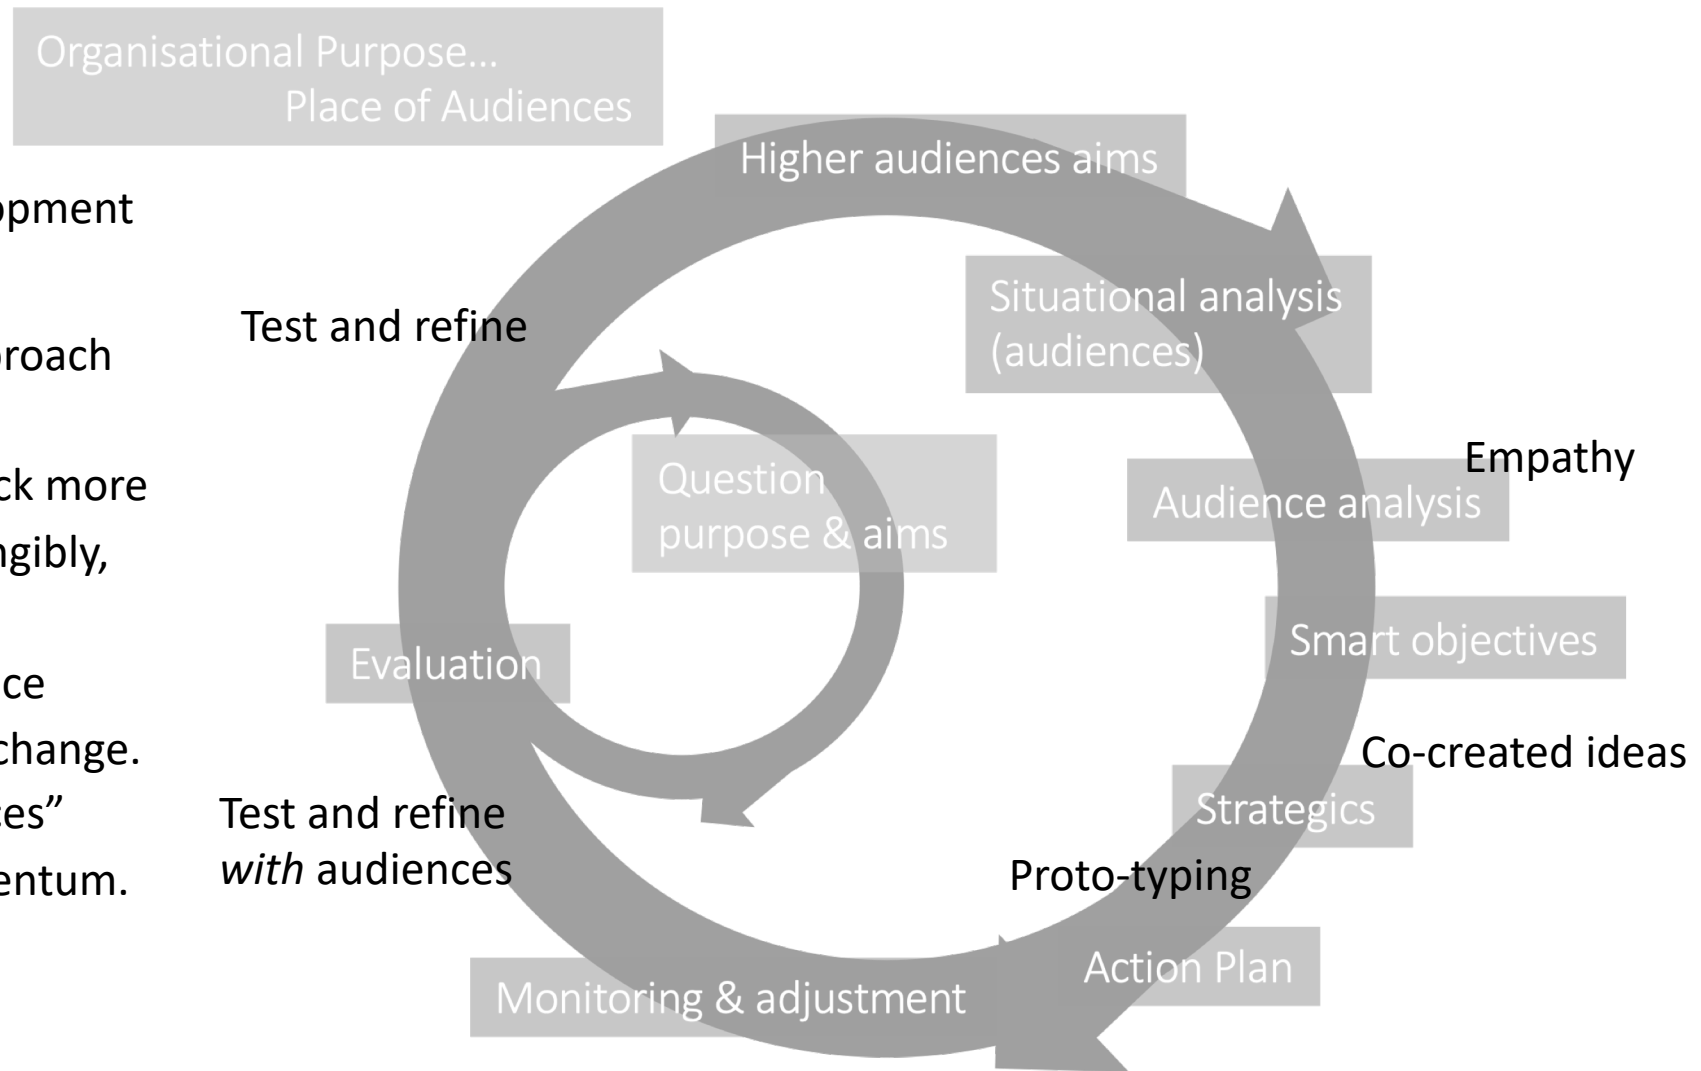 Organisational Purpose...
Place of Audiences
Higher audiences aims
opment
Situational analysis
(audiences)
Test and refine
proach
Empathy
Question
purpose & aims
Audience analysis
ck more
ngibly,
Smart objectives
Evaluation
ce
change.
Co-created ideas
ces”
Strategics
Test and refine
with audiences
entum.
Proto-typing
Action Plan
Monitoring & adjustment